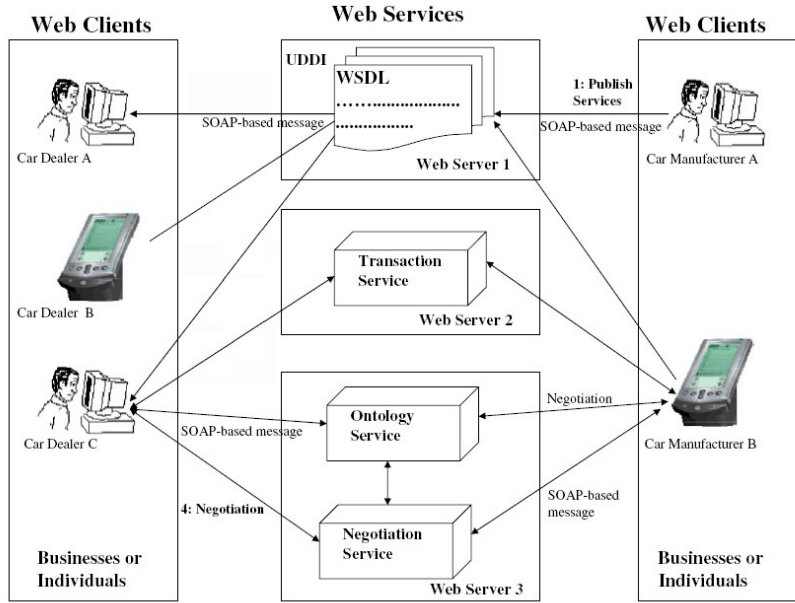 Web Clients
Web Services
Web Clients
UDDI
WSDL
1: Publish
Services
SOAP-based message
SOAP-based message
Car Dealer A
Web Server 1
Car Manufacturer A
Transaction
Service
Car Dealer B
Web Server 2
Ontology
Service
Negotiation
SOAP-based message
Car Dealer C
Car Manufacturer B
4: Negotiation
SOAP-based
message
Negotiation
Service
Businesses or
Individuals
Web Server 3
Businesses or
Individuals